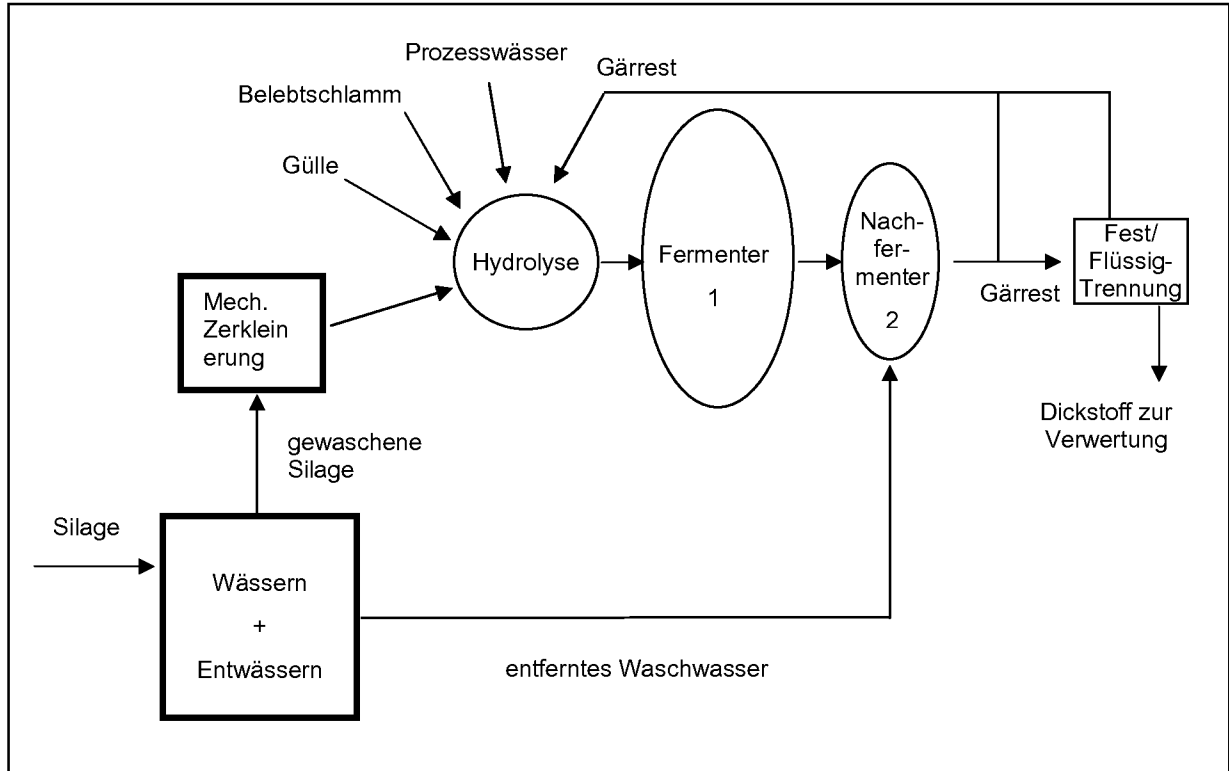 Prozesswässer
Gärrest
Belebtschlamm
Gülle
Hydrolyse
Fermenter
1
Nach-
fer-
menter
2
Gärrest
Fest/
Flüssig-
Trennung
Mech.
Zerklein
erung
Dickstoff zur
Verwertung
gewaschene
Silage
Silage
Wässern
+
Entwässern
entferntes Waschwasser